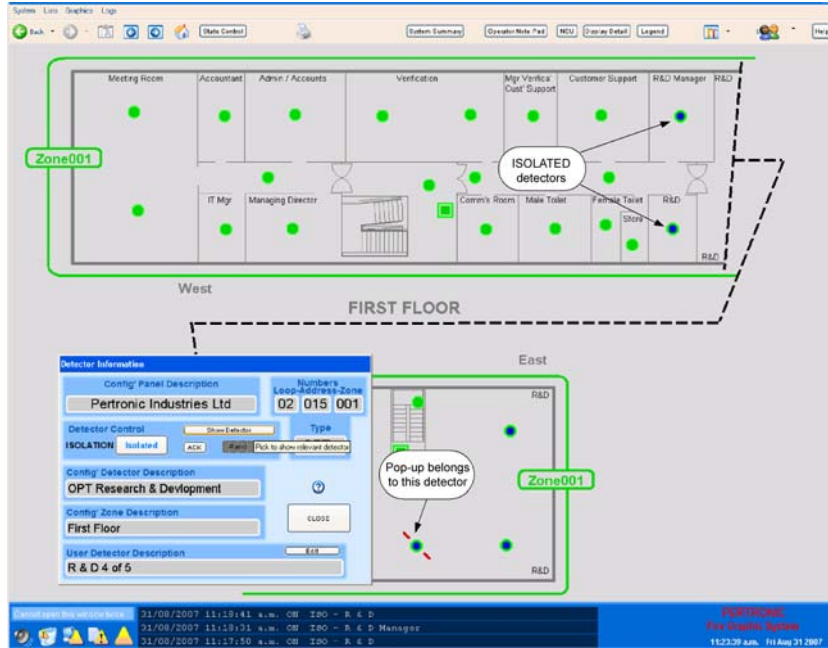 System Lists Graphics Logs
Back State Control System Summary Operator Note Pad NCU Display Detail Legend Help
Meeting Room Accountant Admin / Accounts Verification Mgr Verifica' Customer Support R&D Manager R&D
Cust' Support
Zone001
ISOLATED
detectors
IT Mgr Managing Director Comm's Room Male Toilet Female Toilet R&D
Store
R&D
West
FIRST FLOOR
East
Detector Information
Config' Panel Description Numbers
Loop-Address-Zone
Pertronic Industries Ltd 02 015 001
Detector Control Show Detector Type
ISOLATION Isolated ACK Pick to show relevant detector
Config' Detector Description
OPT Research & Devlopment
Config' Zone Description
First Floor
CLOSE
User Detector Description Edit
R & D 4 of 5
R&D
Pop-up belongs
to this detector
Zone001
R&D
Cannot open this window twice
31/08/2007 11:18:41 a.m. ON ISO - R & D
31/08/2007 11:18:31 a.m. ON ISO - R & D Manager
31/08/2007 11:17:50 a.m. ON ISO - R & D
PERTRONIC
Fire Graphic System
11:23:39 a.m. Fri Aug 31 2007